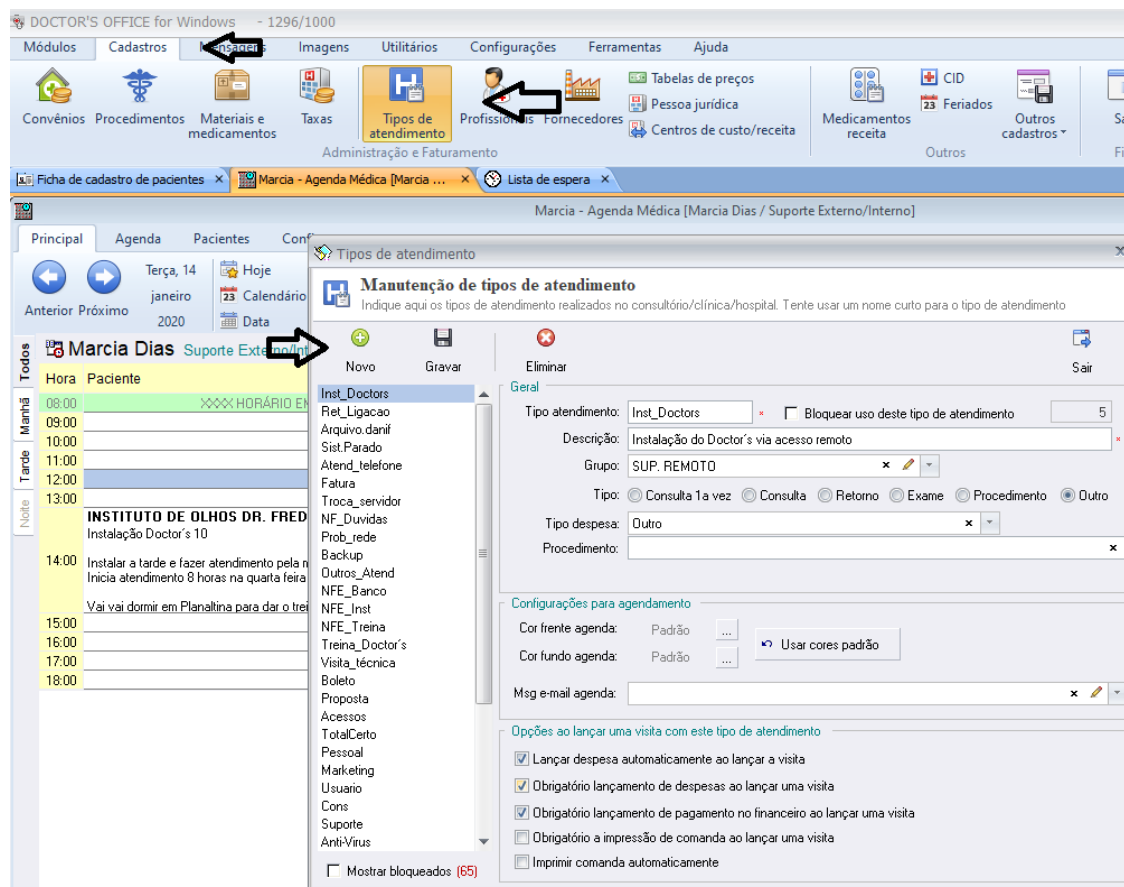 DOCTOR'S OFFICE for Windows - 1296/1000
Módulos Cadastros Mensagens Imagens Utilitários Configurações Ferramentas Ajuda
Convênios Procedimentos Materiais e medicamentos Taxas Tipos de atendimento Profissionais Fornecedores
Tabelas de preços
Pessoa jurídica
Centros de custo/receita
Medicamentos receita
CID
Feriados
Outros cadastros
Administração e Faturamento
Outros
Ficha de cadastro de pacientes
Marcia - Agenda Médica [Marcia ...
Lista de espera
Marcia - Agenda Médica [Marcia Dias / Suporte Externo/Interno]
Principal Agenda Pacientes
Anterior Próximo
Terça, 14
janeiro
2020
Hoje
23 Calendário
Data
Todos
Manhã
Tarde
Noite
Marcia Dias Suporte Externo/Int
Hora Paciente
08:00 XXXX HORÁRIO EM
09:00
10:00
11:00
12:00
13:00
INSTITUTO DE OLHOS DR. FRED
Instalação Doctor´s 10
14:00 Instalar a tarde e fazer atendimento pela m
Inicia atendimento 8 horas na quarta feira
Vai vai dormir em Planaltina para dar o trei
15:00
16:00
17:00
18:00
Tipos de atendimento
Manutenção de tipos de atendimento
Indique aqui os tipos de atendimento realizados no consultório/clínica/hospital. Tente usar um nome curto para o tipo de atendimento
Novo Gravar Eliminar Sair
Inst_Doctors
Ret_Ligacao
Arquivo.danif
Sist.Parado
Atend_telefone
Fatura
Troca_servidor
NF_Duvidas
Prob_rede
Backup
Outros_Atend
NFE_Banco
NFE_Inst
NFE_Treina
Treina_Doctor´s
Visita_técnica
Boleto
Proposta
Acessos
TotalCerto
Pessoal
Marketing
Usuario
Cons
Suporte
Anti-Virus
Mostrar bloqueados (65)
Geral
Tipo atendimento: Inst_Doctors * Bloquear uso deste tipo de atendimento 5
Descrição: Instalação do Doctor´s via acesso remoto *
Grupo: SUP. REMOTO
Tipo: Consulta 1a vez Consulta Retorno Exame Procedimento Outro
Tipo despesa: Outro
Procedimento:
Configurações para agendamento
Cor frente agenda: Padrão ...
Cor fundo agenda: Padrão ...
Usar cores padrão
Msg e-mail agenda:
Opções ao lançar uma visita com este tipo de atendimento
Lançar despesa automaticamente ao lançar a visita
Obrigatório lançamento de despesas ao lançar uma visita
Obrigatório lançamento de pagamento no financeiro ao lançar uma visita
Obrigatório a impressão de comanda ao lançar uma visita
Imprimir comanda automaticamente